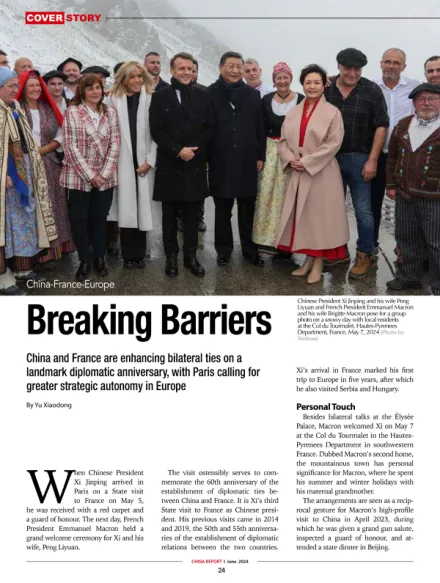 COVER STORY
China-France-Europe
Breaking Barriers
China and France are enhancing bilateral ties on a
landmark diplomatic anniversary, with Paris calling for
greater strategic autonomy in Europe
By Yu Xiaodong
Chinese President Xi Jinping and his wife Peng
Liyuan and French President Emmanuel Macron
and his wife Brigitte Macron pose for a group
photo on a snowy day with local residents
at the Col du Tourmalet, Hautes-Pyrenees
Department, France, May 7, 2024 (Photo by
Xinhua)
When Chinese President
Xi Jinping arrived in
Paris on a State visit
to France on May 5,
he was received with a red carpet and
a guard of honour. The next day, French
President Emmanuel Macron held a
grand welcome ceremony for Xi and his
wife, Peng Liyuan.
The visit ostensibly serves to com-
memorate the 60th anniversary of the
establishment of diplomatic ties be-
tween China and France. It is Xi's third
State visit to France as Chinese presi-
dent. His previous visits came in 2014
and 2019, the 50th and 55th anniversa-
ries of the establishment of diplomatic
relations between the two countries.
Xi's arrival in France marked his first
trip to Europe in five years, after which
he also visited Serbia and Hungary.
Personal Touch
Besides bilateral talks at the Élysée
Palace, Macron welcomed Xi on May 7
at the Col du Tourmalet in the Hautes-
Pyrenees Department in southwestern
France. Dubbed Macron's second home,
the mountainous town has personal
significance for Macron, where he spent
his summer and winter holidays with
his maternal grandmother.
The arrangements are seen as a recip-
rocal gesture for Macron's high-profile
visit to China in April 2023, during
which he was given a grand gun salute,
inspected a guard of honour, and at-
tended a state dinner in Beijing.
CHINA REPORT I June 2024
24